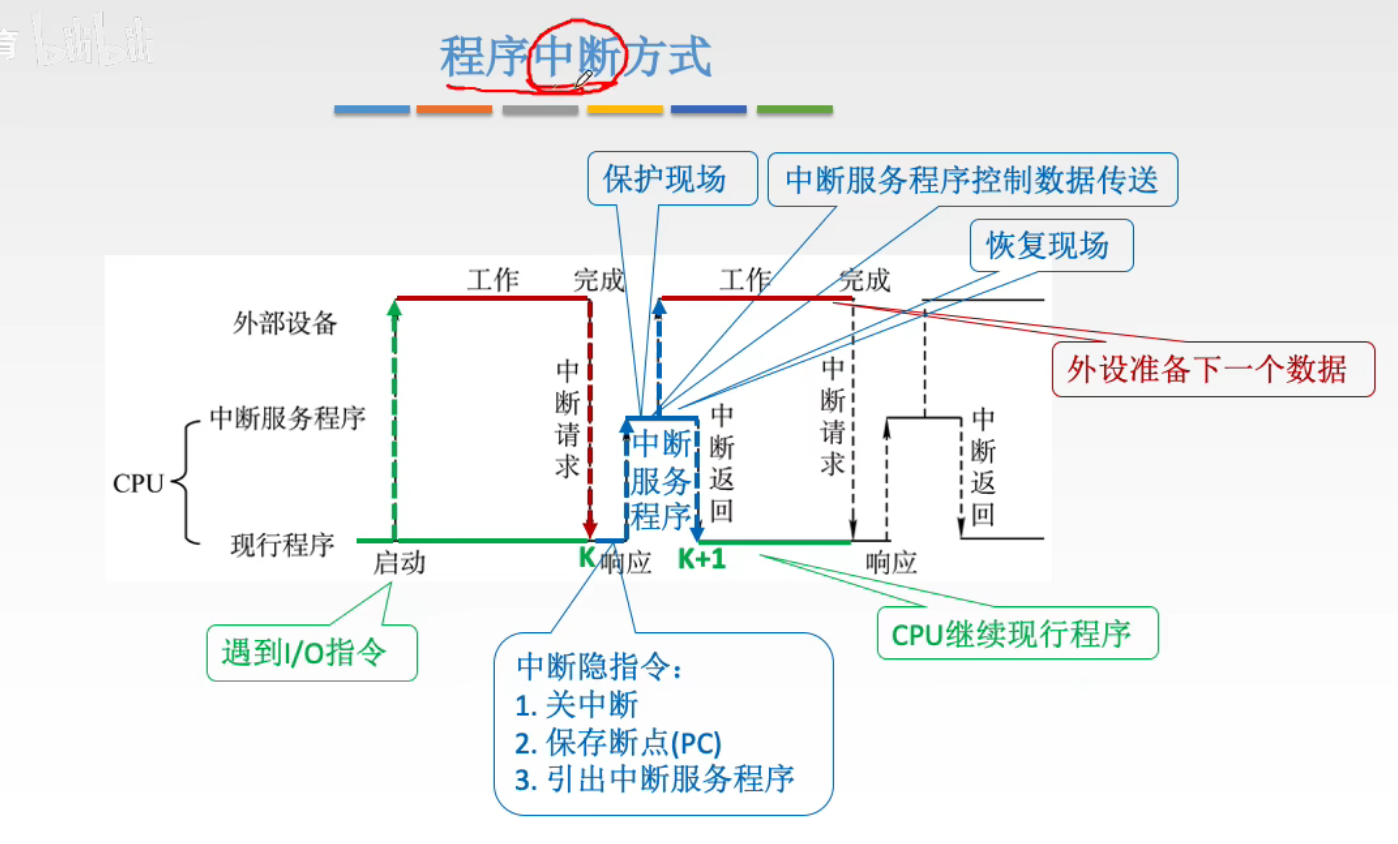 育 bilibili
程序中断方式
保护现场
中断服务程序控制数据传送
恢复现场
工作
完成
工作
完成
外部设备
外设准备下一个数据
中断请求
中断请求
中断服务程序
中断返回
中断返回
CPU
中断
服务
程序
现行程序
启动
K
响应
K+1
响应
遇到I/O指令
CPU继续现行程序
中断隐指令：
1. 关中断
2. 保存断点(PC)
3. 引出中断服务程序